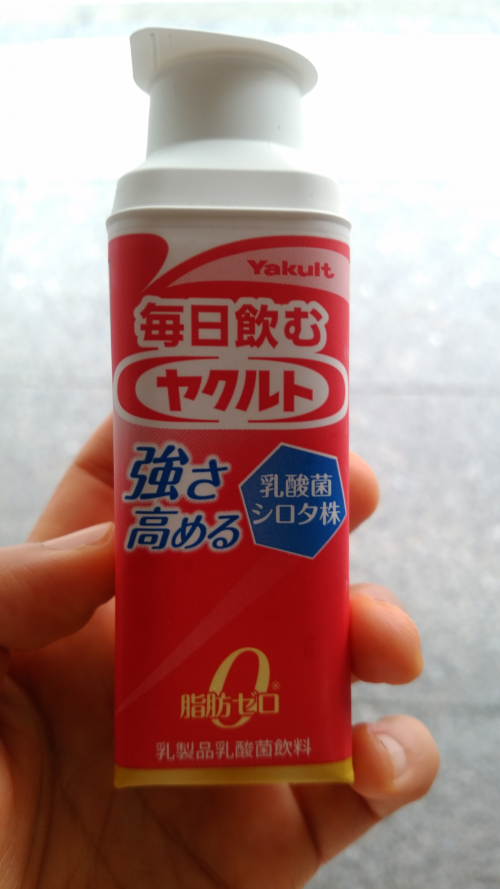 Yakult
毎日飲む
ヤクルト
強さ
高める
乳酸菌
シロタ株
0
脂肪ゼロ®
乳製品乳酸菌飲料